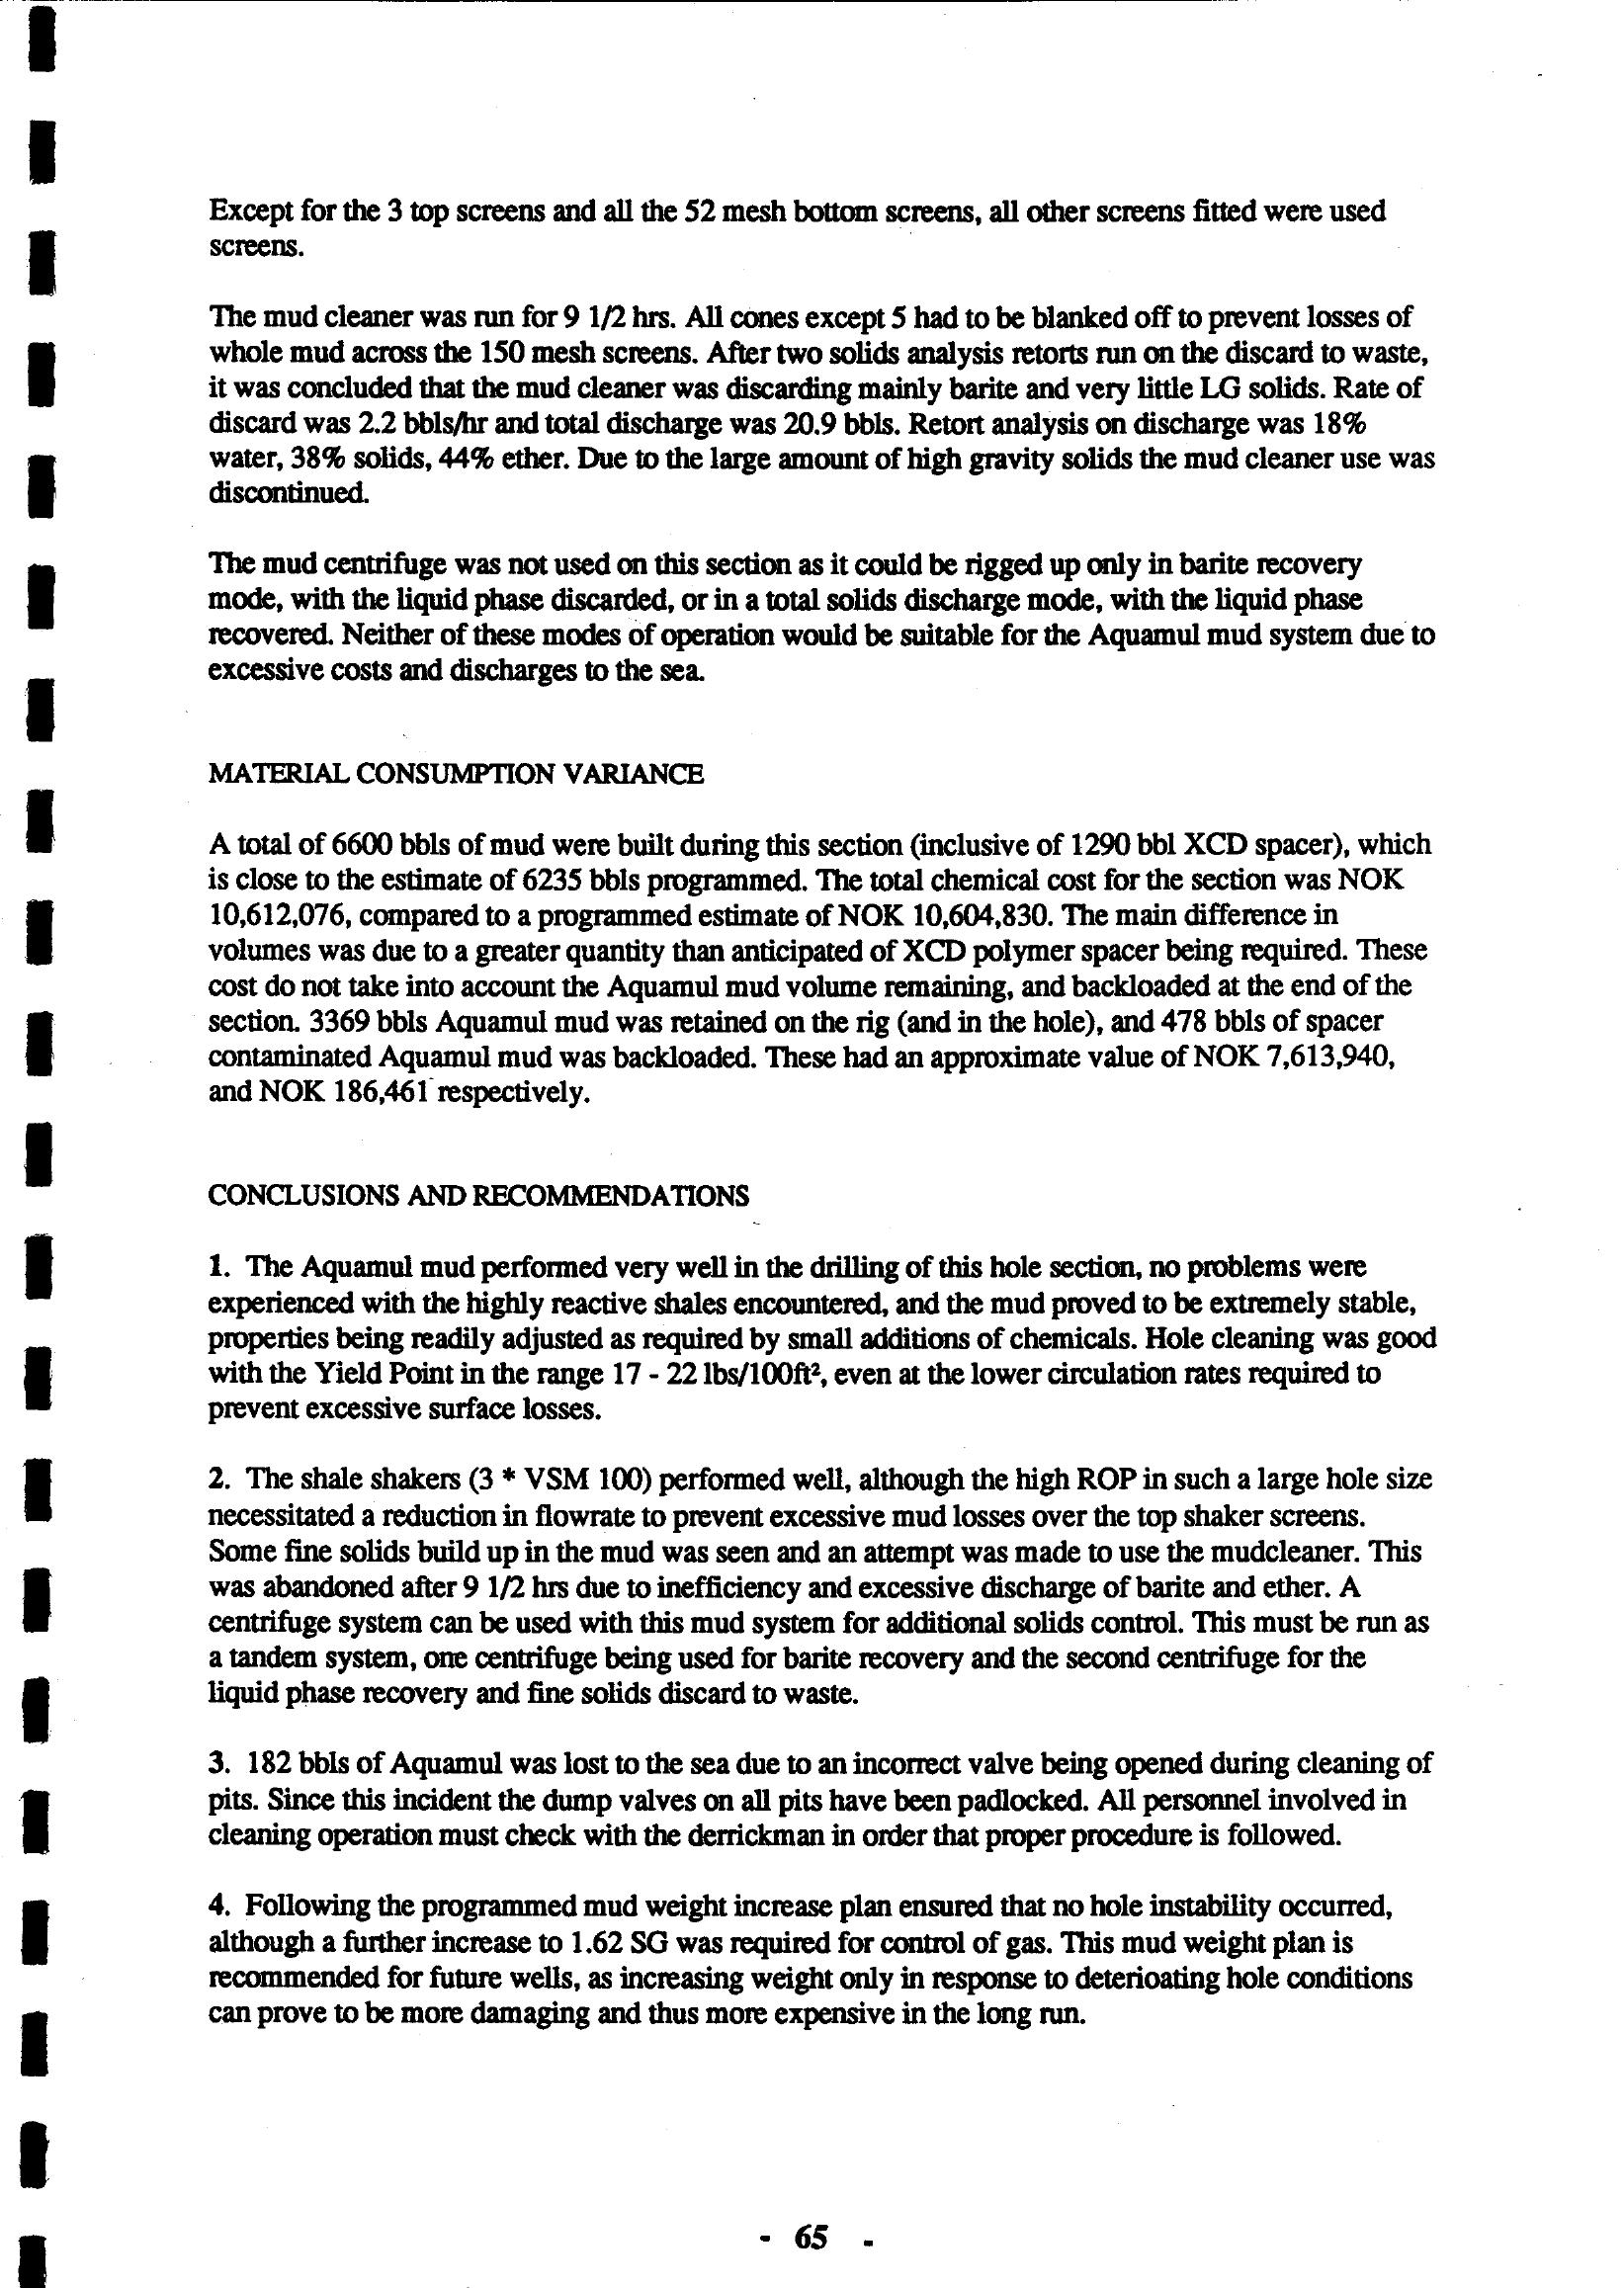 Except for the 3 top screens and all the 52 mesh bottom screens, all other screens fitted were used
screens.
The mud cleaner was run for 9 1/2 hrs. All cones except 5 had to be blanked off to prevent losses of
whole mud across the 150 mesh screens. After two solids analysis retorts run on the discard to waste,
it was concluded that the mud cleaner was discarding mainly barite and very little LG solids. Rate of
discard was 2.2 bbls/hr and total discharge was 20.9 bbls. Retort analysis on discharge was 18%
water, 38% solids, 44% ether. Due to the large amount of high gravity solids the mud cleaner use was
discontinued.
The mud centrifuge was not used on this section as it could be rigged up only in barite recovery
mode, with the liquid phase discarded, or in a total solids discharge mode, with the liquid phase
recovered. Neither of these modes of operation would be suitable for the Aquamul mud system due to
excessive costs and discharges to the sea.
MATERIAL CONSUMPTION VARIANCE
A total of 6600 bbls of mud were built during this section (inclusive of 1290 bbl XCD spacer), which
is close to the estimate of 6235 bbls programmed. The total chemical cost for the section was NOK
10,612,076, compared to a programmed estimate of NOK 10,604,830. The main difference in
volumes was due to a greater quantity than anticipated of XCD polymer spacer being required. These
cost do not take into account the Aquamul mud volume remaining, and backloaded at the end of the
section. 3369 bbls Aquamul mud was retained on the rig (and in the hole), and 478 bbls of spacer
contaminated Aquamul mud was backloaded. These had an approximate value of NOK 7,613,940,
and NOK 186,461 respectively.
CONCLUSIONS AND RECOMMENDATIONS
1. The Aquamul mud performed very well in the drilling of this hole section, no problems were
experienced with the highly reactive shales encountered, and the mud proved to be extremely stable,
properties being readily adjusted as required by small additions of chemicals. Hole cleaning was good
with the Yield Point in the range 17 - 22 lbs/100ft², even at the lower circulation rates required to
prevent excessive surface losses.
2. The shale shakers (3 * VSM 100) performed well, although the high ROP in such a large hole size
necessitated a reduction in flowrate to prevent excessive mud losses over the top shaker screens.
Some fine solids build up in the mud was seen and an attempt was made to use the mudcleaner. This
was abandoned after 9 1/2 hrs due to inefficiency and excessive discharge of barite and ether. A
centrifuge system can be used with this mud system for additional solids control. This must be run as
a tandem system, one centrifuge being used for barite recovery and the second centrifuge for the
liquid phase recovery and fine solids discard to waste.
3. 182 bbls of Aquamul was lost to the sea due to an incorrect valve being opened during cleaning of
pits. Since this incident the dump valves on all pits have been padlocked. All personnel involved in
cleaning operation must check with the derrickman in order that proper procedure is followed.
4. Following the programmed mud weight increase plan ensured that no hole instability occurred,
although a further increase to 1.62 SG was required for control of gas. This mud weight plan is
recommended for future wells, as increasing weight only in response to deterioating hole conditions
can prove to be more damaging and thus more expensive in the long run.
- 65 -